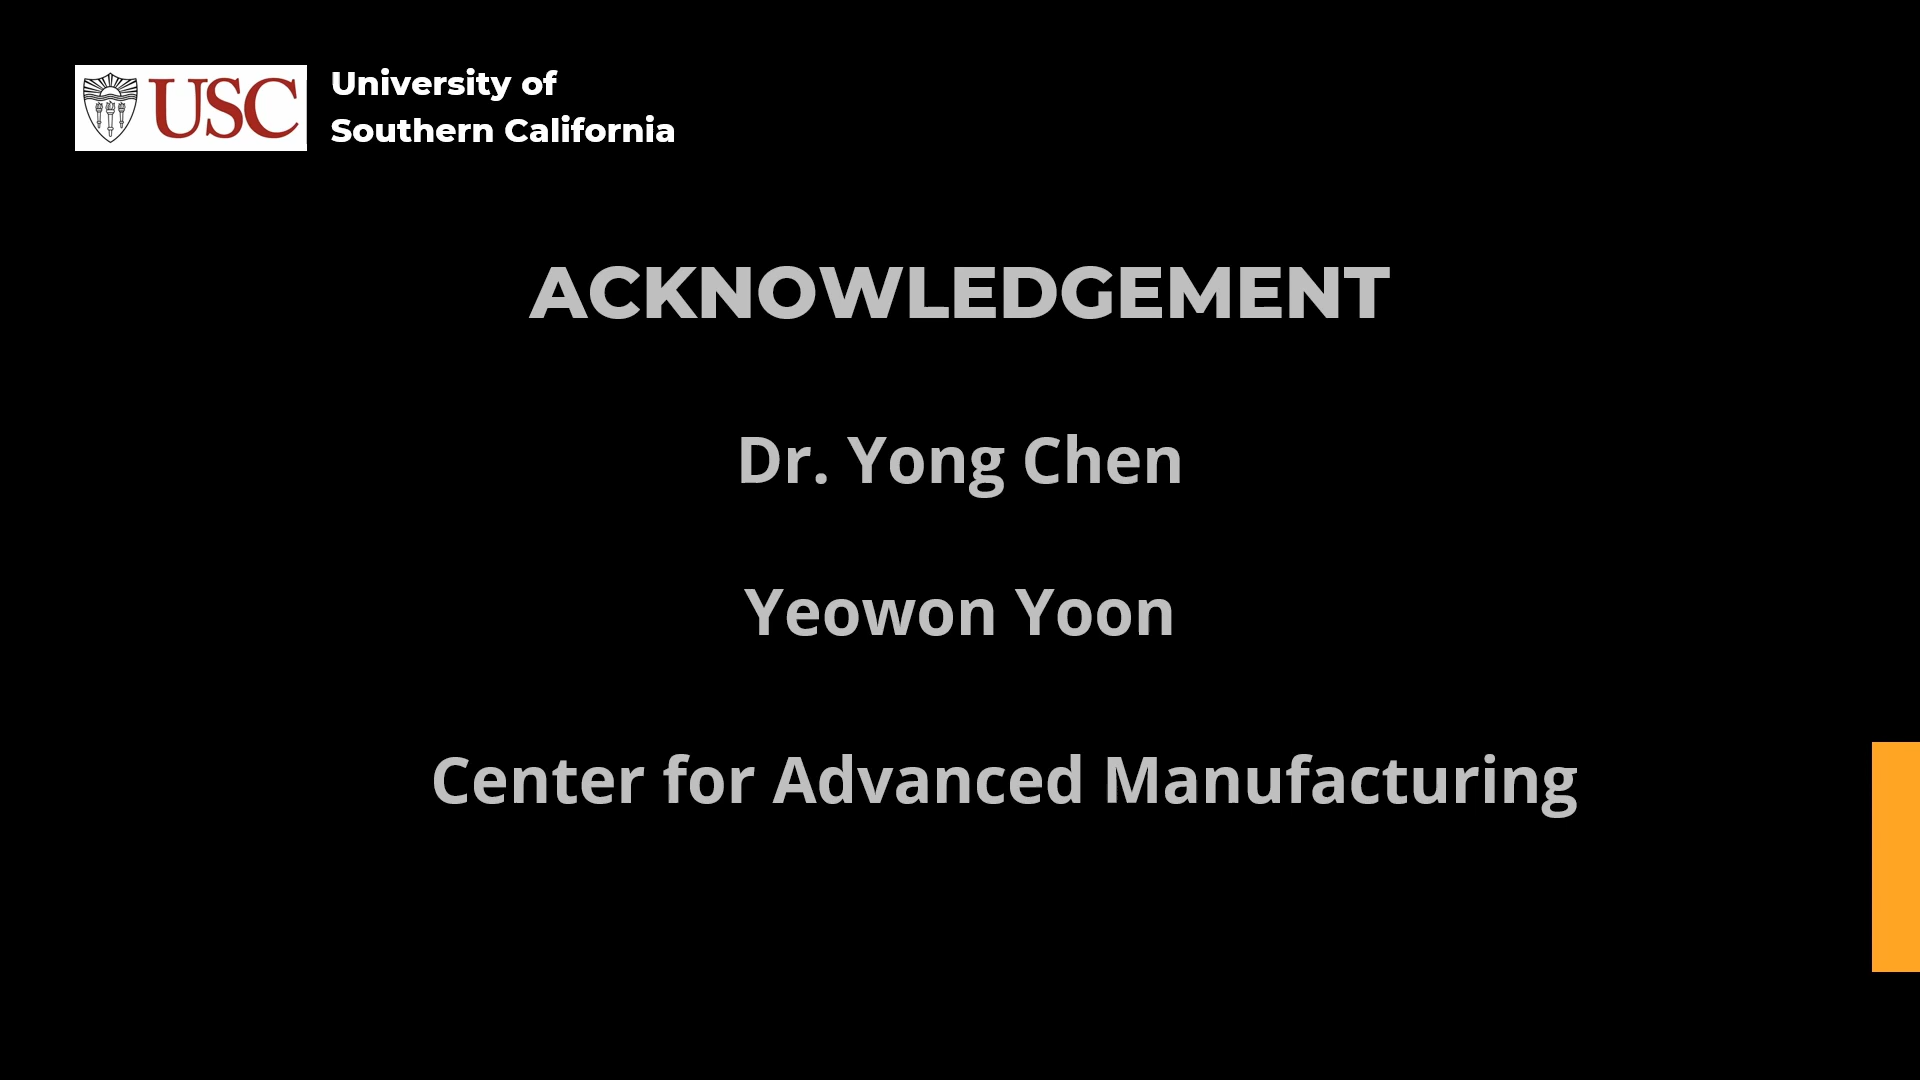 USC
University of
Southern California
ACKNOWLEDGEMENT
Dr. Yong Chen
Yeowon Yoon
Center for Advanced Manufacturing